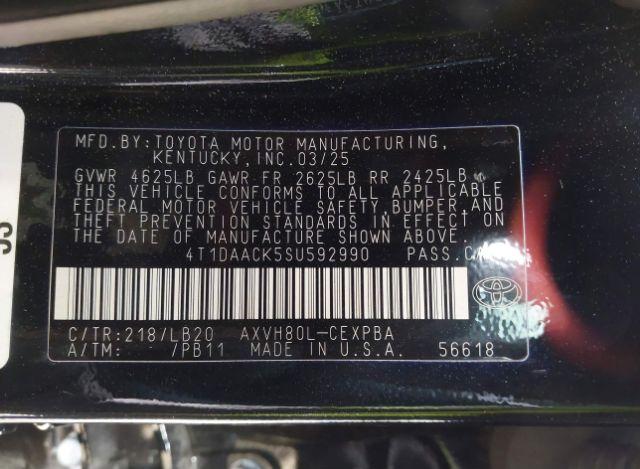 MFD.BY:TOYOTA MOTOR MANUFACTURING,
KENTUCKY,INC.03/25
GVWR 4625LB GAWR FR 2625LB RR 2425LB
THIS VEHICLE CONFORMS TO ALL APPLICABLE
FEDERAL MOTOR VEHICLE SAFETY,BUMPER,AND
THEFT PREVENTION STANDARDS IN EFFECT ON
THE DATE OF MANUFACTURE SHOWN ABOVE.
4T1DAACK5SU592990 PASS.CAR
C/TR:218/LB20 AXVH80L-CEXPBA
A/TM: /PB11 MADE IN U.S.A. 56618